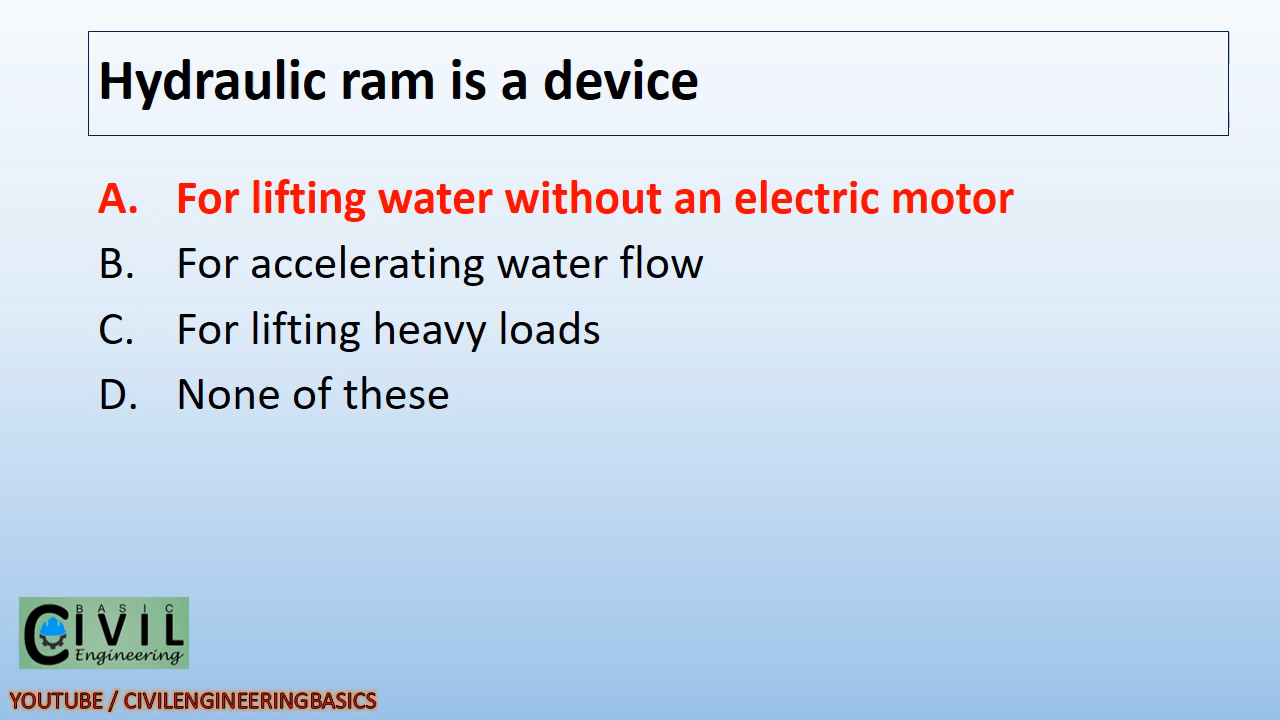 Hydraulic ram is a device
A. For lifting water without an electric motor
B. For accelerating water flow
C. For lifting heavy loads
D. None of these
BASIC
CIVIL
Engineering
YOUTUBE / CIVILENGINEERINGBASICS